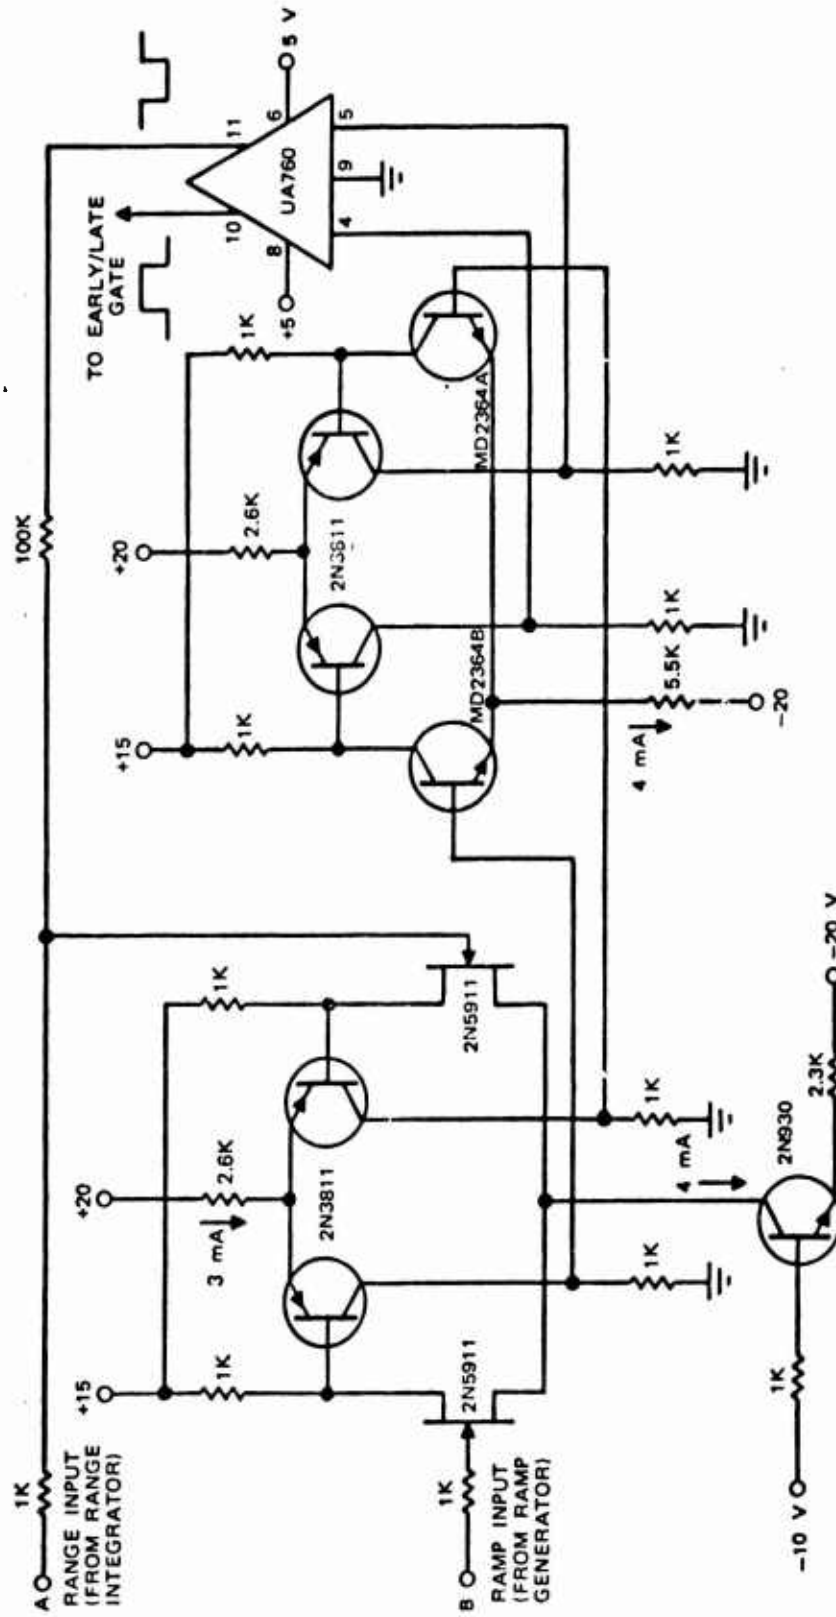 A
1K
RANGE INPUT
(FROM RANGE
INTEGRATOR)
100K
TO EARLY/LATE
GATE
+15
1K
1K
+20
3 mA
2.6K
2N3811
B
1K
RAMP INPUT
(FROM RAMP
GENERATOR)
2N5911
2N5911
1K
1K
4 mA
2N930
2.3K
-20 V
1K
-10 V
+15
1K
1K
+20
2.6K
2N3811
MD2364B
MD2364A
4 mA
5.5K
-20
1K
1K
+5
8
10
11
6
5 V
UA760
4
9
5